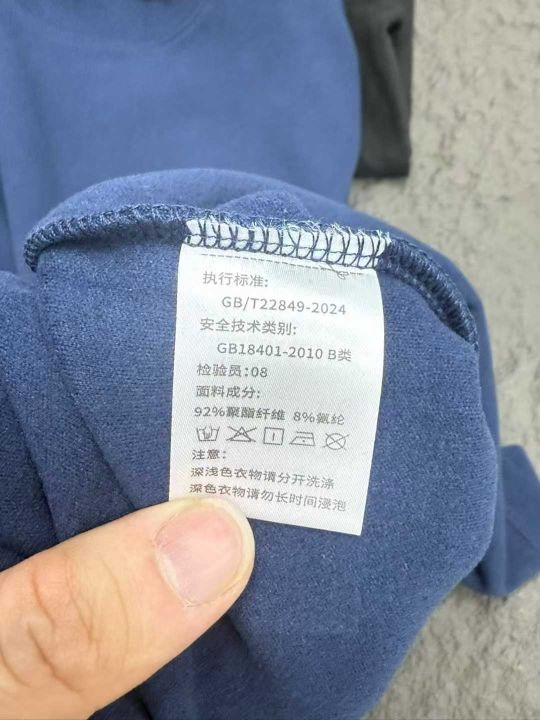 执行标准:
GB/T22849-2024
安全技术类别:
GB18401-2010 B类
检验员:08
面料成分:
92%聚酯纤维 8%氨纶
注意:
深浅色衣物请分开洗涤
深色衣物请勿长时间浸泡